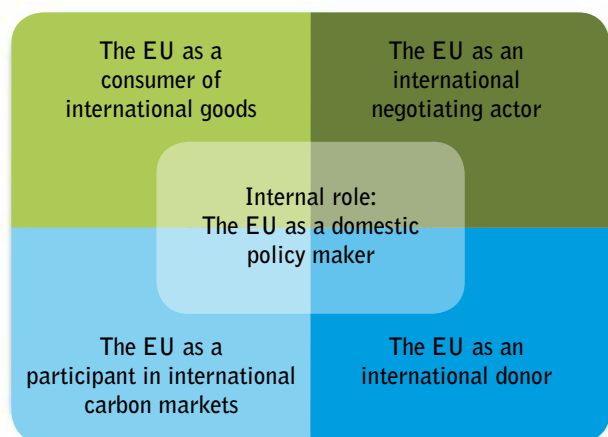 The EU as a
consumer of
international goods
The EU as an
international
negotiating actor
Internal role:
The EU as a domestic
policy maker
The EU as a
participant in international
carbon markets
The EU as an
international donor